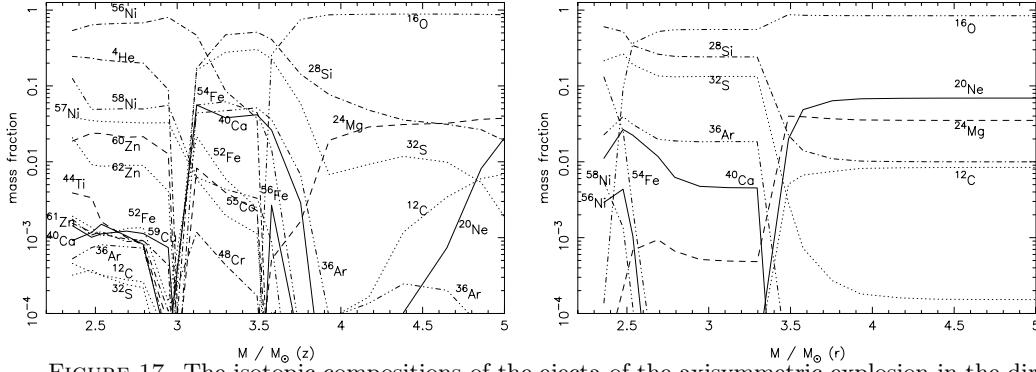 1
0.1
0.01
10⁻³
10⁻⁴
mass fraction
⁵⁶Ni
⁴He
⁵⁸Ni
⁵⁷Ni
⁶⁰Zn
⁶²Zn
⁴⁴Ti
⁶¹Zn
⁴⁰Ca
⁵²Fe
⁵⁹Cu
³⁶Ar
¹²C
³²S
⁵⁴Fe
⁴⁰Ca
⁵²Fe
⁵⁵Co
⁵⁶Fe
⁴⁸Cr
¹⁶O
²⁸Si
²⁴Mg
³²S
¹²C
²⁰Ne
³⁶Ar
³⁶Ar
2.5 3 3.5 4 4.5 5
M / M☉ (z)
1
0.1
0.01
10⁻³
10⁻⁴
mass fraction
¹⁶O
²⁸Si
³²S
²⁰Ne
²⁴Mg
³⁶Ar
⁴⁰Ca
¹²C
⁵⁸Ni
⁵⁴Fe
⁵⁶Ni
2.5 3 3.5 4 4.5 5
M / M☉ (r)
FIGURE 17. The isotopic compositions of the ejecta of the axisymmetric explosion in the